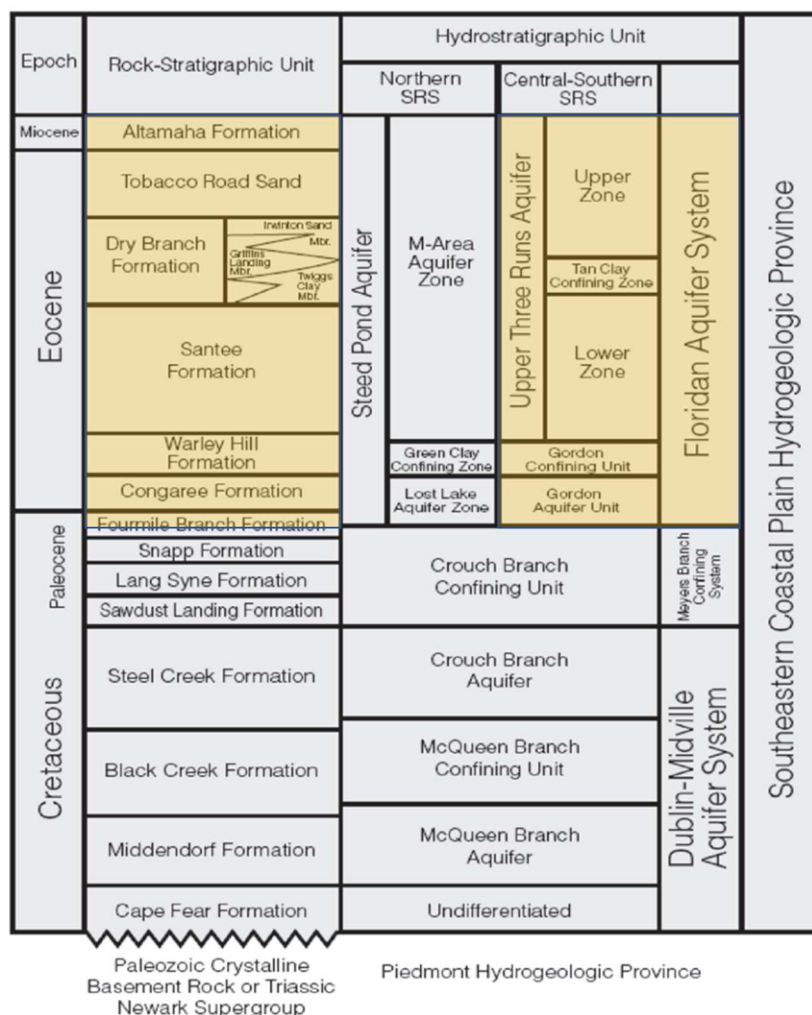 Epoch
Rock-Stratigraphic Unit
Hydrostratigraphic Unit
Northern
SRS
Central-Southern
SRS
Miocene
Eocene
Paleocene
Cretaceous
Altamaha Formation
Tobacco Road Sand
Dry Branch
Formation
Irwinton Sand
Mbr.
Griffins
Landing
Mbr.
Twiggs
Clay
Mbr.
Santee
Formation
Warley Hill
Formation
Congaree Formation
Fourmile Branch Formation
Snapp Formation
Lang Syne Formation
Sawdust Landing Formation
Steel Creek Formation
Black Creek Formation
Middendorf Formation
Cape Fear Formation
Paleozoic Crystalline
Basement Rock or Triassic
Newark Supergroup
Steed Pond Aquifer
M-Area
Aquifer
Zone
Green Clay
Confining Zone
Lost Lake
Aquifer Zone
Upper Three Runs Aquifer
Upper
Zone
Tan Clay
Confining Zone
Lower
Zone
Gordon
Confining Unit
Gordon
Aquifer Unit
Crouch Branch
Confining Unit
Crouch Branch
Aquifer
McQueen Branch
Confining Unit
McQueen Branch
Aquifer
Undifferentiated
Piedmont Hydrogeologic Province
Floridan Aquifer System
Meyers Branch
Confining
System
Dublin-Midville
Aquifer System
Southeastern Coastal Plain Hydrogeologic Province